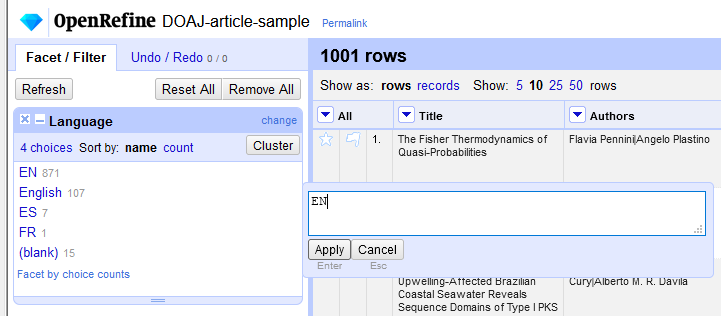 OpenRefine DOAJ-article-sample Permalink
Facet / Filter Undo / Redo 0 / 0
Refresh Reset All Remove All
Language change
4 choices Sort by: name count Cluster
EN 871
English 107
ES 7
FR 1
(blank) 15
Facet by choice counts
1001 rows
Show as: rows records Show: 5 10 25 50 rows
All Title Authors
1. The Fisher Thermodynamics of Flavia Pennini|Angelo Plastino
Quasi-Probabilities
EN
Apply Cancel
Enter Esc
Upwelling-Affected Brazilian Cury|Alberto M. R. Davila
Coastal Seawater Reveals
Sequence Domains of Type I PKS